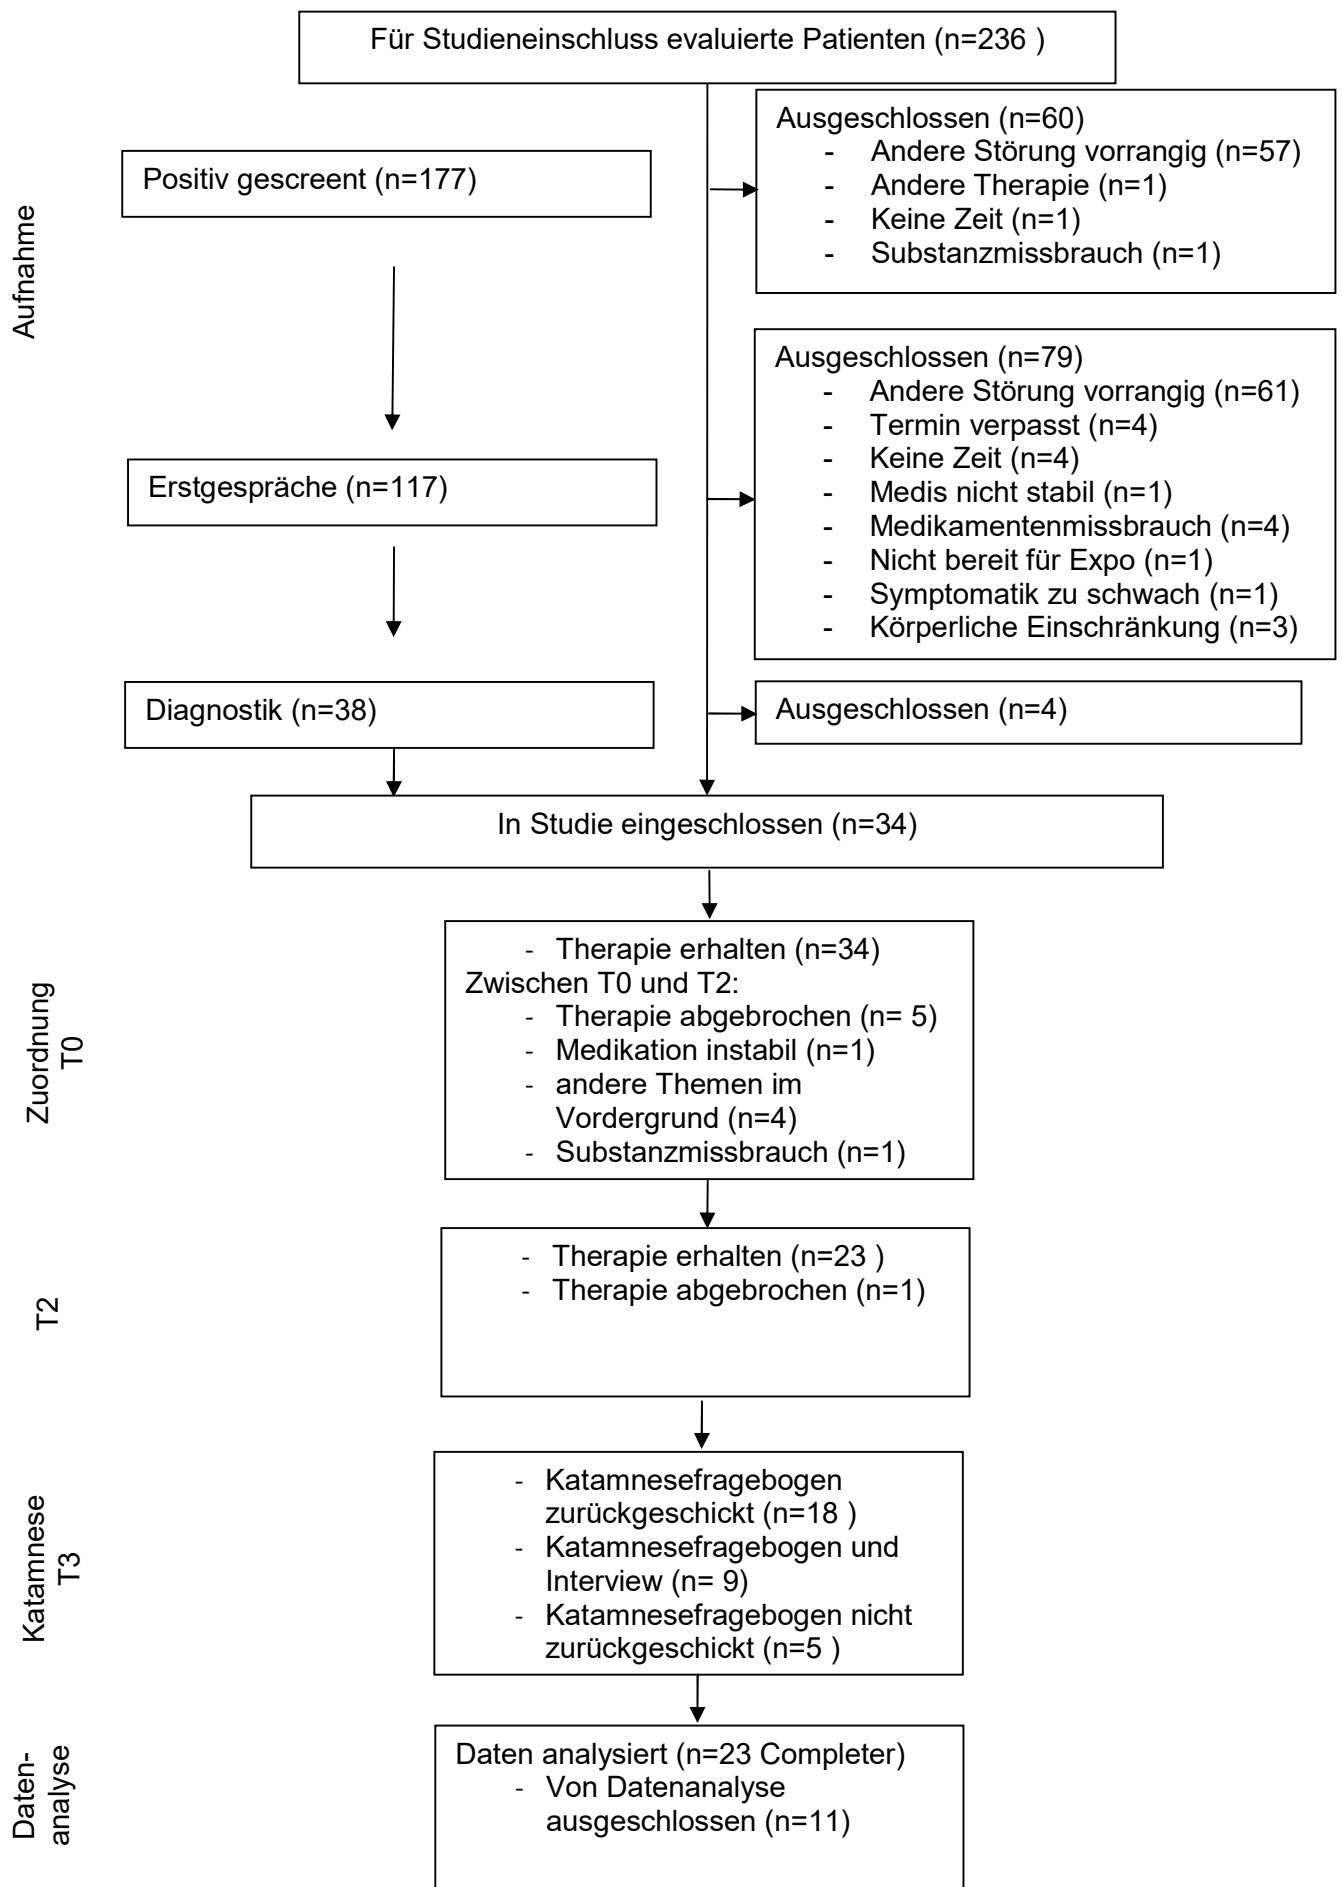 Für Studieneinschluss evaluierte Patienten (n=236 )
Aufnahme
Positiv gescreent (n=177)
Ausgeschlossen (n=60)
- Andere Störung vorrangig (n=57)
- Andere Therapie (n=1)
- Keine Zeit (n=1)
- Substanzmissbrauch (n=1)
Erstgespräche (n=117)
Ausgeschlossen (n=79)
- Andere Störung vorrangig (n=61)
- Termin verpasst (n=4)
- Keine Zeit (n=4)
- Medis nicht stabil (n=1)
- Medikamentenmissbrauch (n=4)
- Nicht bereit für Expo (n=1)
- Symptomatik zu schwach (n=1)
- Körperliche Einschränkung (n=3)
Diagnostik (n=38)
Ausgeschlossen (n=4)
In Studie eingeschlossen (n=34)
Zuordnung
T0
- Therapie erhalten (n=34)
Zwischen T0 und T2:
- Therapie abgebrochen (n= 5)
- Medikation instabil (n=1)
- andere Themen im
Vordergrund (n=4)
- Substanzmissbrauch (n=1)
T2
- Therapie erhalten (n=23 )
- Therapie abgebrochen (n=1)
Katamnese
T3
- Katamnesefragebogen
zurückgeschickt (n=18 )
- Katamnesefragebogen und
Interview (n= 9)
- Katamnesefragebogen nicht
zurückgeschickt (n=5 )
Daten-
analyse
Daten analysiert (n=23 Completer)
- Von Datenanalyse
ausgeschlossen (n=11)